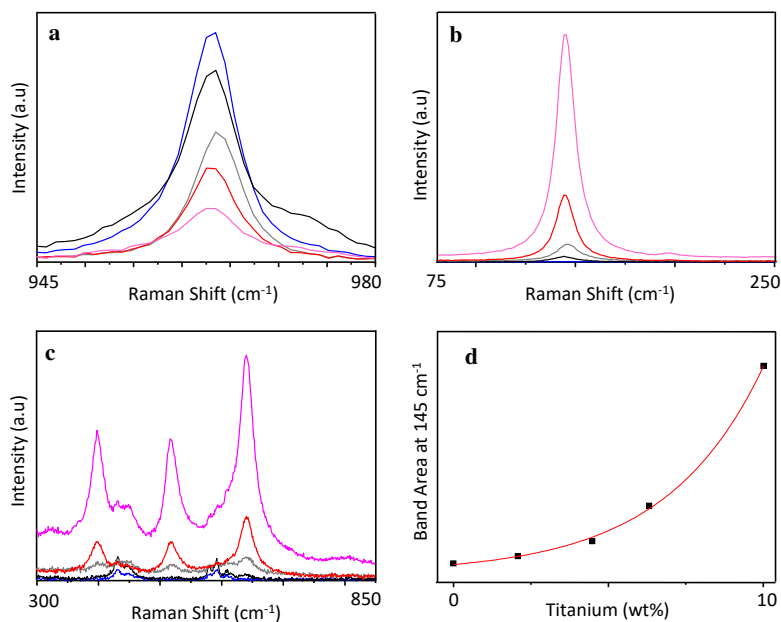 a
Intensity (a.u)
945
980
Raman Shift (cm⁻¹)
b
Intensity (a.u)
75
250
Raman Shift (cm⁻¹)
c
Intensity (a.u)
300
850
Raman Shift (cm⁻¹)
d
Band Area at 145 cm⁻¹
0
10
Titanium (wt%)